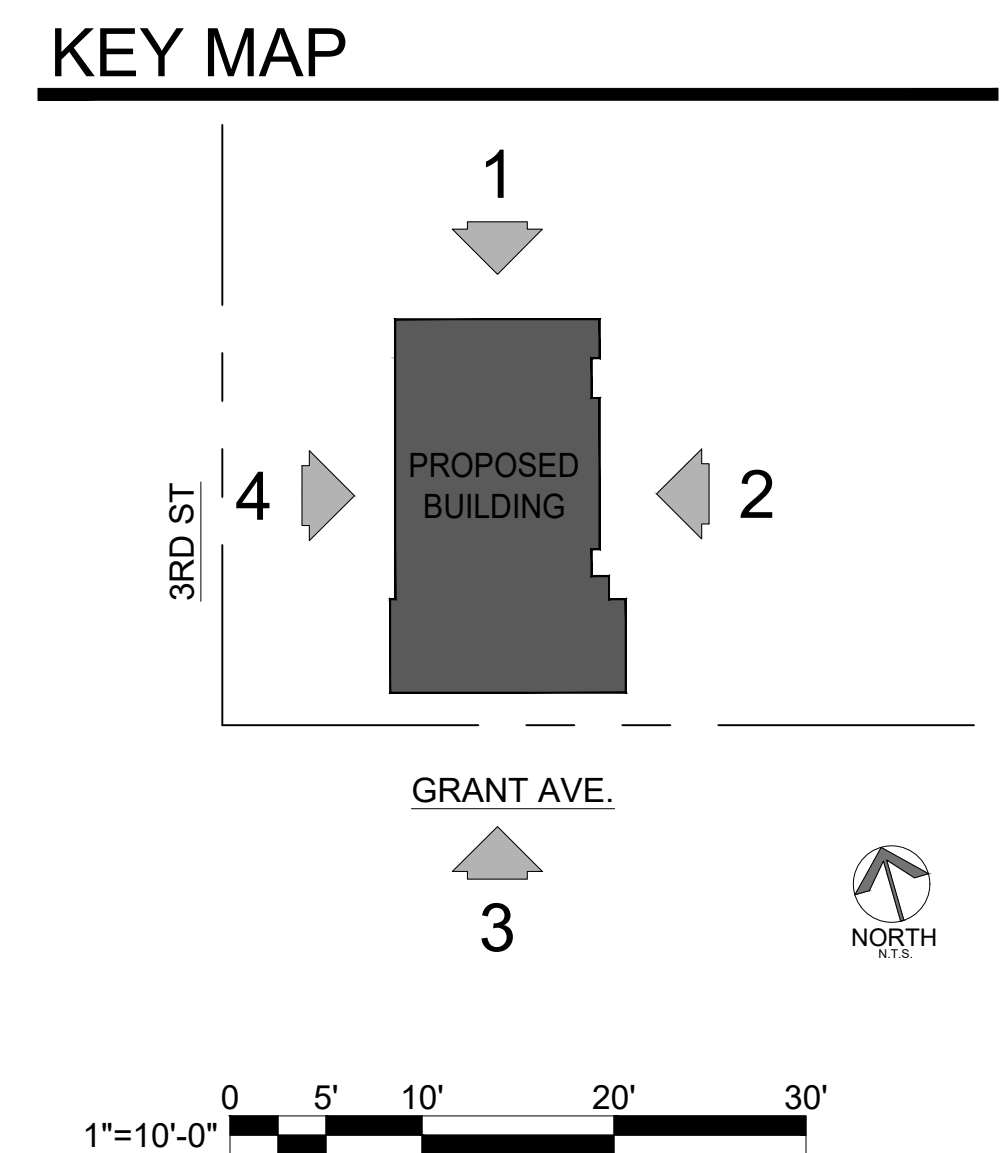 KEY MAP
1
PROPOSED
BUILDING
4
2
3RD ST
GRANT AVE.
3
NORTH
N.T.S.
0 5' 10' 20' 30'
1"=10'-0"